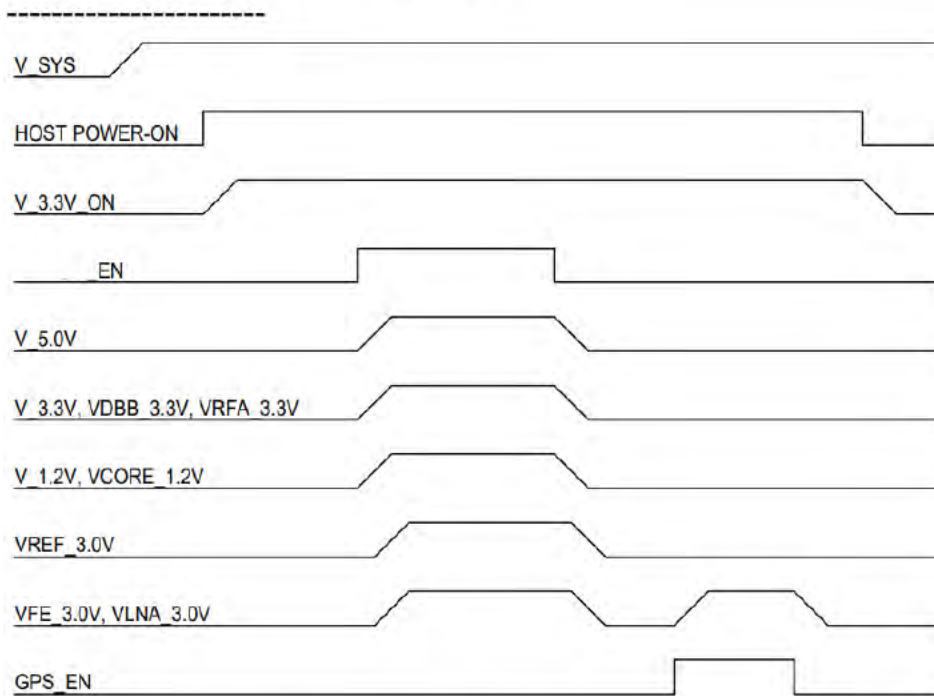 V_SYS
HOST POWER-ON
V_3.3V_ON
_EN
V_5.0V
V_3.3V, VDBB_3.3V, VRFA_3.3V
V_1.2V, VCORE_1.2V
VREF_3.0V
VFE_3.0V, VLNA_3.0V
GPS_EN